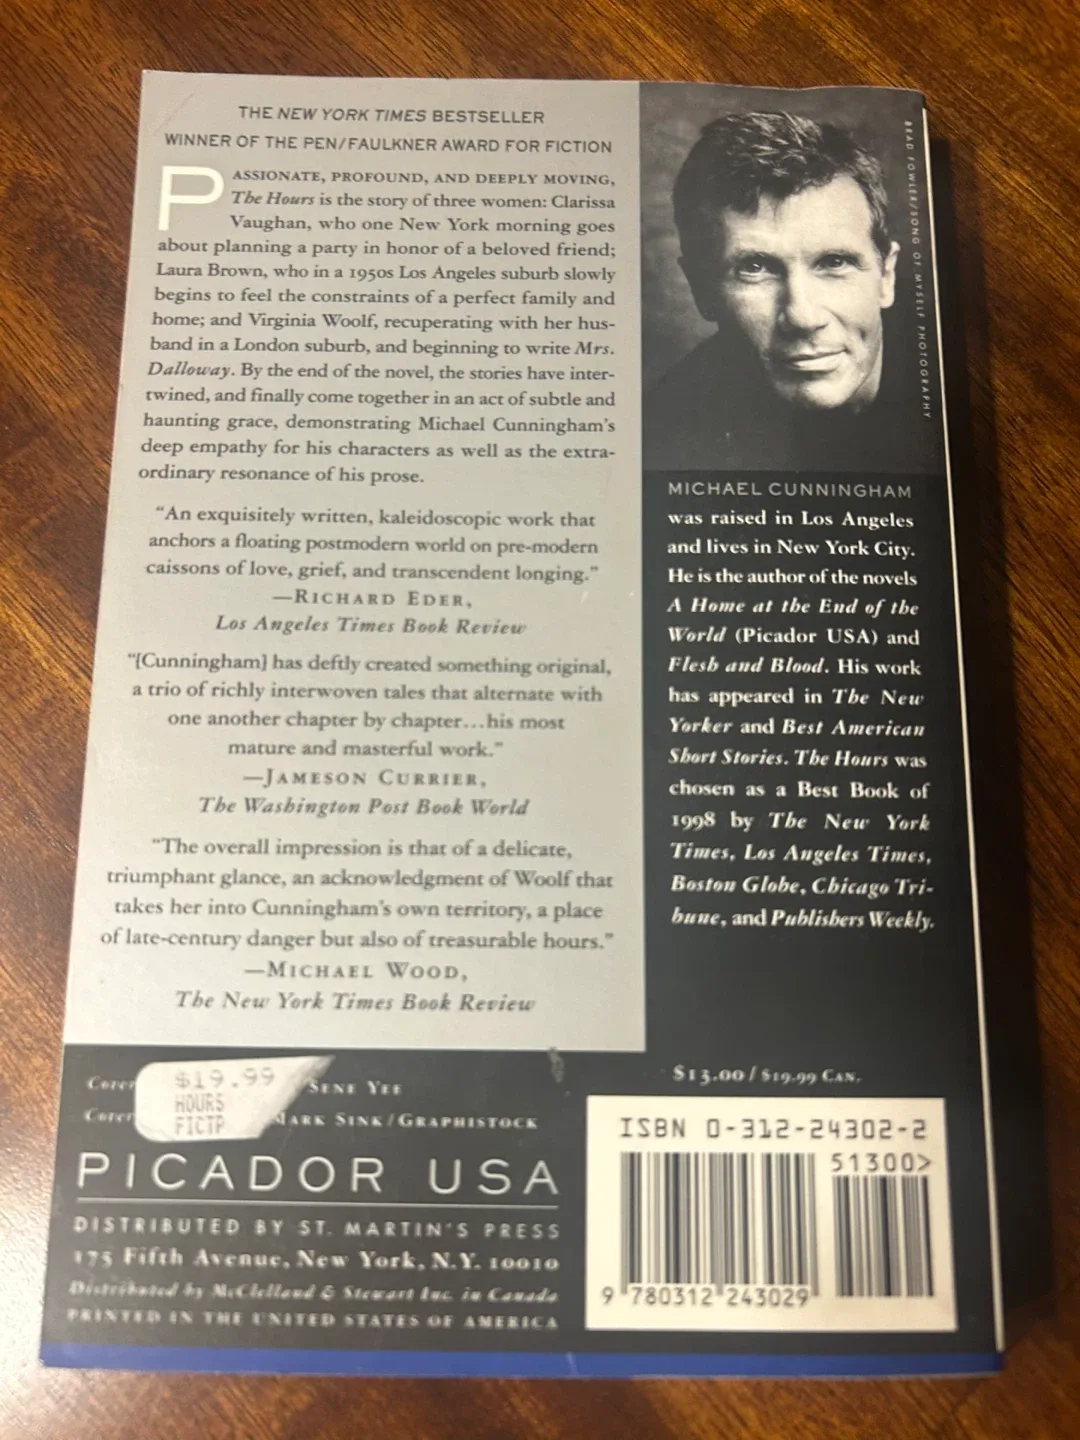 THE NEW YORK TIMES BESTSELLER
WINNER OF THE PEN/FAULKNER AWARD FOR FICTION
PASSIONATE, PROFOUND, AND DEEPLY MOVING,
The Hours is the story of three women: Clarissa
Vaughan, who one New York morning goes
about planning a party in honor of a beloved friend;
Laura Brown, who in a 1950s Los Angeles suburb slowly
begins to feel the constraints of a perfect family and
home; and Virginia Woolf, recuperating with her hus-
band in a London suburb, and beginning to write Mrs.
Dalloway. By the end of the novel, the stories have inter-
twined, and finally come together in an act of subtle and
haunting grace, demonstrating Michael Cunningham's
deep empathy for his characters as well as the extra-
ordinary resonance of his prose.
"An exquisitely written, kaleidoscopic work that
anchors a floating postmodern world on pre-modern
caissons of love, grief, and transcendent longing."
—RICHARD EDER,
Los Angeles Times Book Review
"[Cunningham] has deftly created something original,
a trio of richly interwoven tales that alternate with
one another chapter by chapter...his most
mature and masterful work."
—JAMESON CURRIER,
The Washington Post Book World
"The overall impression is that of a delicate,
triumphant glance, an acknowledgment of Woolf that
takes her into Cunningham's own territory, a place
of late-century danger but also of treasurable hours."
—MICHAEL WOOD,
The New York Times Book Review
BRAD FOWLER/SONG OF MYSELF PHOTOGRAPHY
MICHAEL CUNNINGHAM
was raised in Los Angeles
and lives in New York City.
He is the author of the novels
A Home at the End of the
World (Picador USA) and
Flesh and Blood. His work
has appeared in The New
Yorker and Best American
Short Stories. The Hours was
chosen as a Best Book of
1998 by The New York
Times, Los Angeles Times,
Boston Globe, Chicago Tri-
bune, and Publishers Weekly.
Cover SENE YEE
Cover MARK SINK/GRAPHISTOCK
$19.99
HOURS
FICTP
PICADOR USA
DISTRIBUTED BY ST. MARTIN'S PRESS
175 Fifth Avenue, New York, N.Y. 10010
Distributed by McClelland & Stewart Inc. in Canada
PRINTED IN THE UNITED STATES OF AMERICA
$13.00/$19.99 CAN.
ISBN 0-312-24302-2
51300>
9 780312 243029